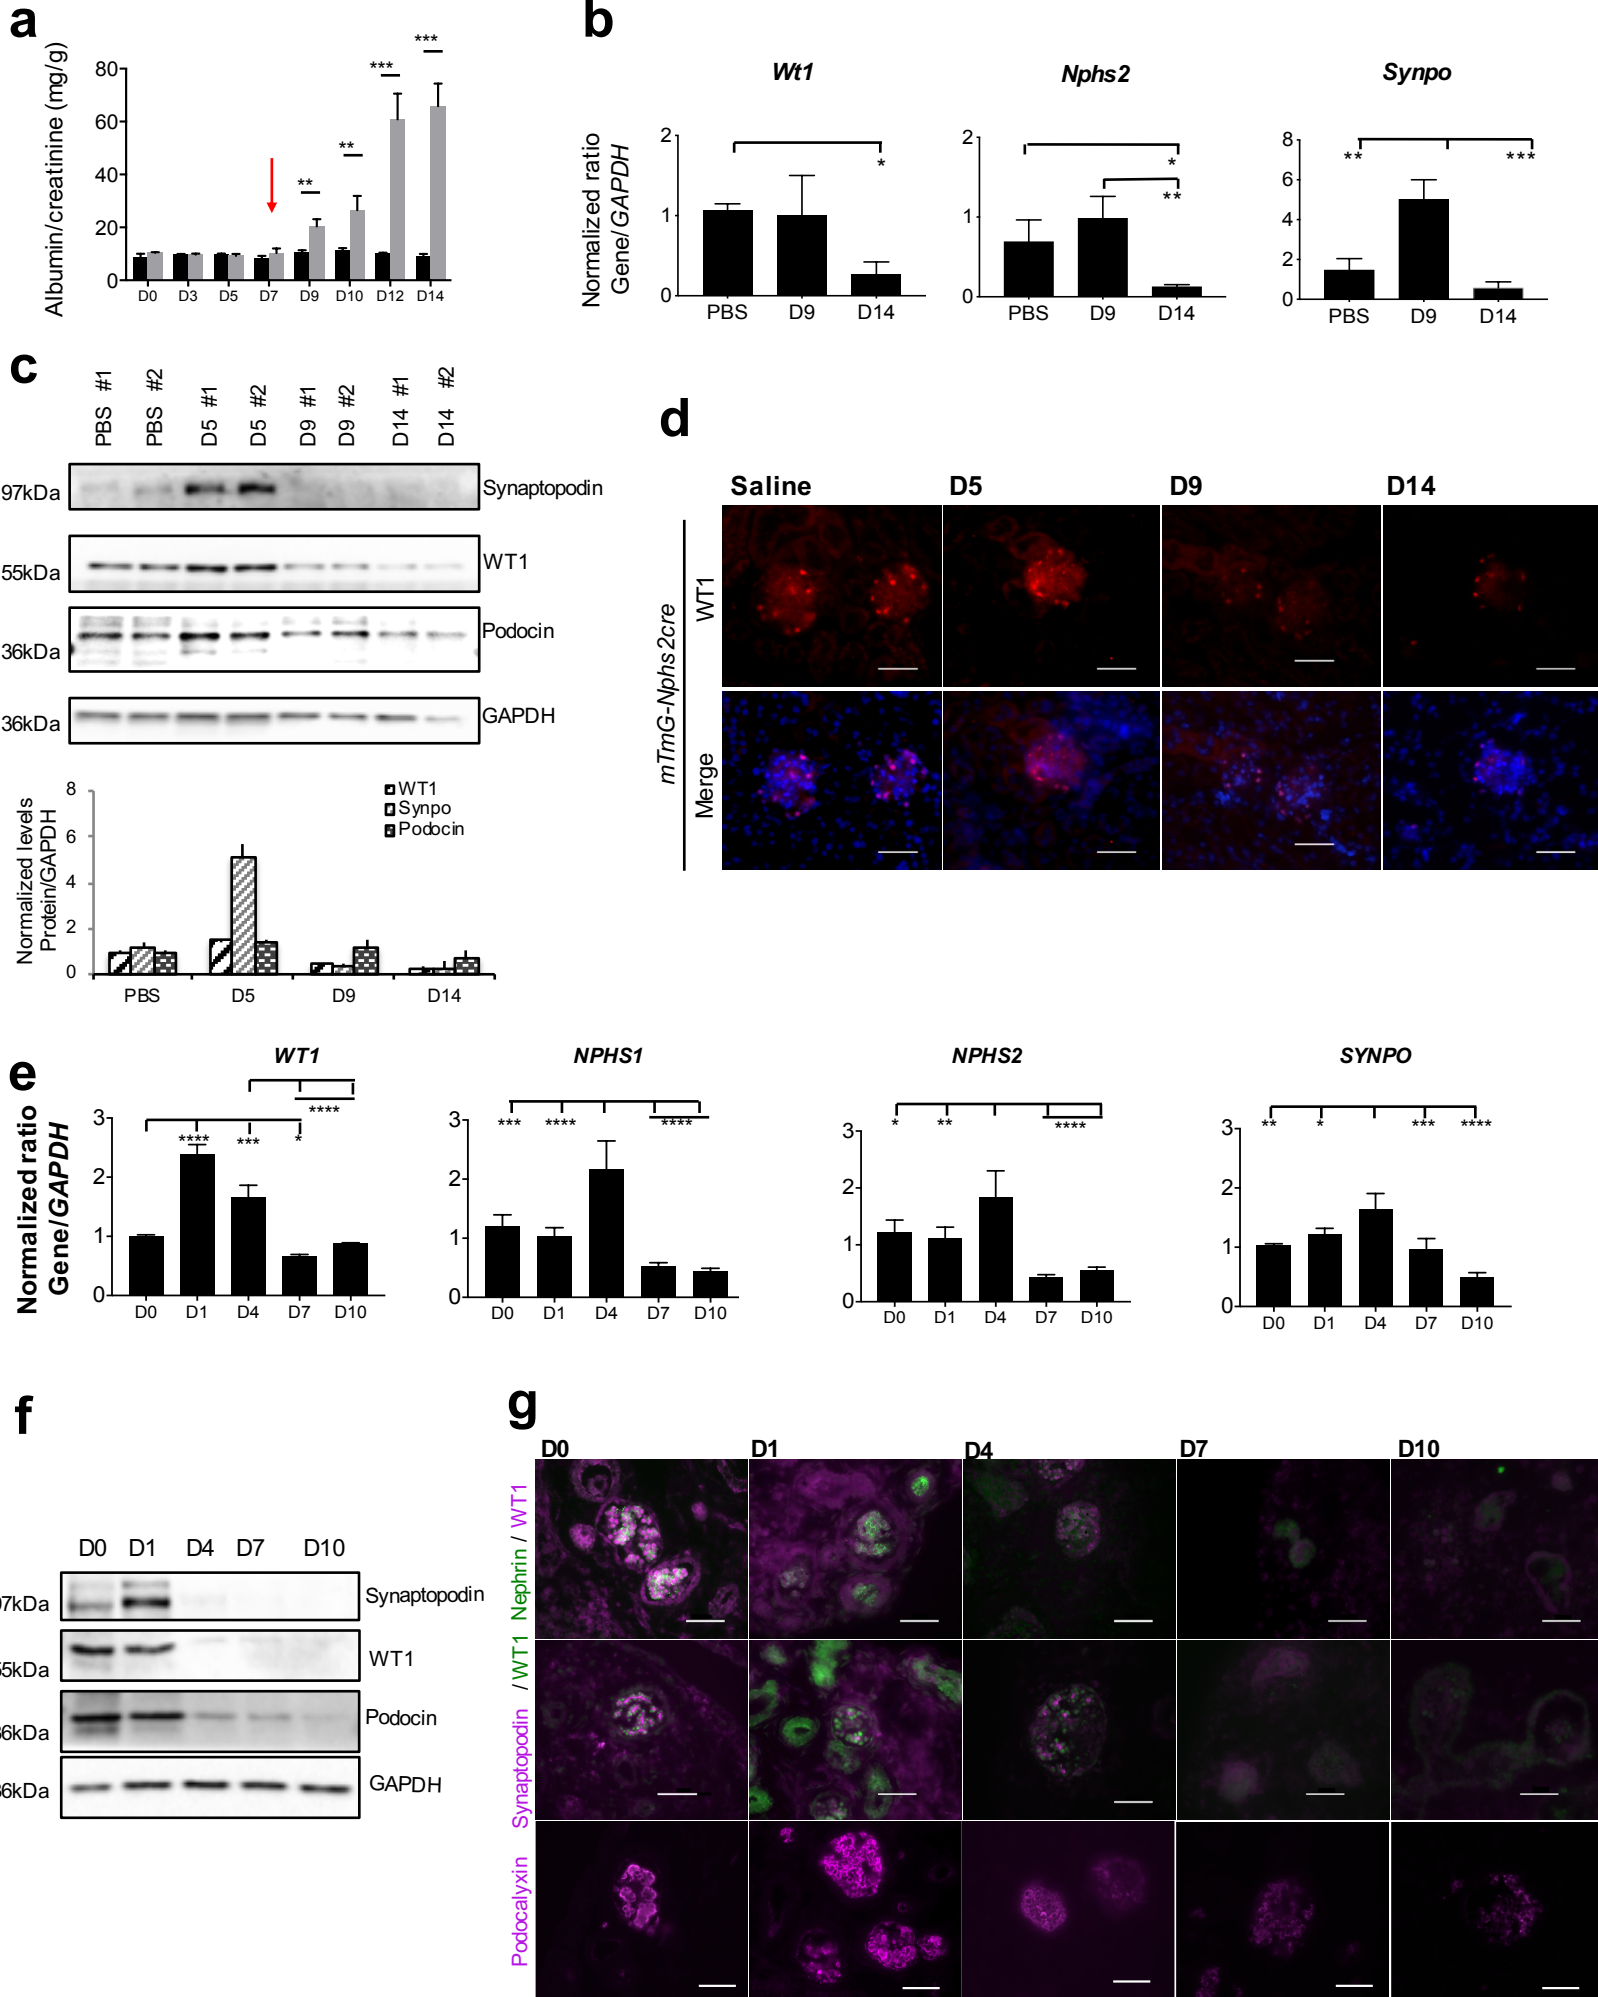 a
Albumin/creatinine (mg/g)
80
60
40
20
0
**
**
***
***
D0 D3 D5 D7 D9 D10 D12 D14
b
Normalized ratio
Gene/GAPDH
Wt1
2
1
0
*
PBS D9 D14
Nphs2
2
1
0
*
**
PBS D9 D14
Synpo
8
6
4
2
0
** ***
PBS D9 D14
c
PBS #1
PBS #2
D5 #1
D5 #2
D9 #1
D9 #2
D14 #1
D14 #2
97kDa Synaptopodin
55kDa WT1
36kDa Podocin
36kDa GAPDH
Normalized levels
Protein/GAPDH
8
6
4
2
0
WT1
Synpo
Podocin
PBS D5 D9 D14
d
Saline D5 D9 D14
mTmG-Nphs2cre
WT1
Merge
e
Normalized ratio
Gene/GAPDH
WT1
****
**** *** *
3
2
1
0
D0 D1 D4 D7 D10
NPHS1
*** **** ****
3
2
1
0
D0 D1 D4 D7 D10
NPHS2
* ** ****
3
2
1
0
D0 D1 D4 D7 D10
SYNPO
** * *** ****
3
2
1
0
D0 D1 D4 D7 D10
f
D0 D1 D4 D7 D10
97kDa Synaptopodin
55kDa WT1
36kDa Podocin
36kDa GAPDH
g
D0 D1 D4 D7 D10
Nephrin / WT1
Synaptopodin / WT1
Podocalyxin